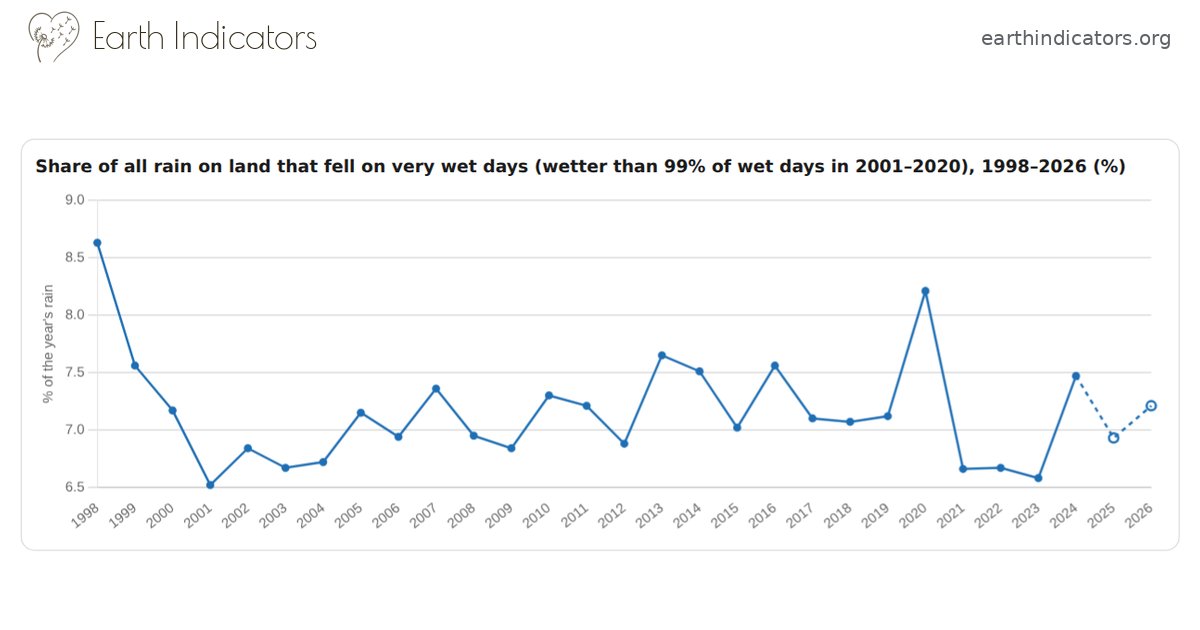 Earth Indicators
earthindicators.org
Share of all rain on land that fell on very wet days (wetter than 99% of wet days in 2001–2020), 1998–2026 (%)
% of the year's rain
9.0
8.5
8.0
7.5
7.0
6.5
1998 1999 2000 2001 2002 2003 2004 2005 2006 2007 2008 2009 2010 2011 2012 2013 2014 2015 2016 2017 2018 2019 2020 2021 2022 2023 2024 2025 2026